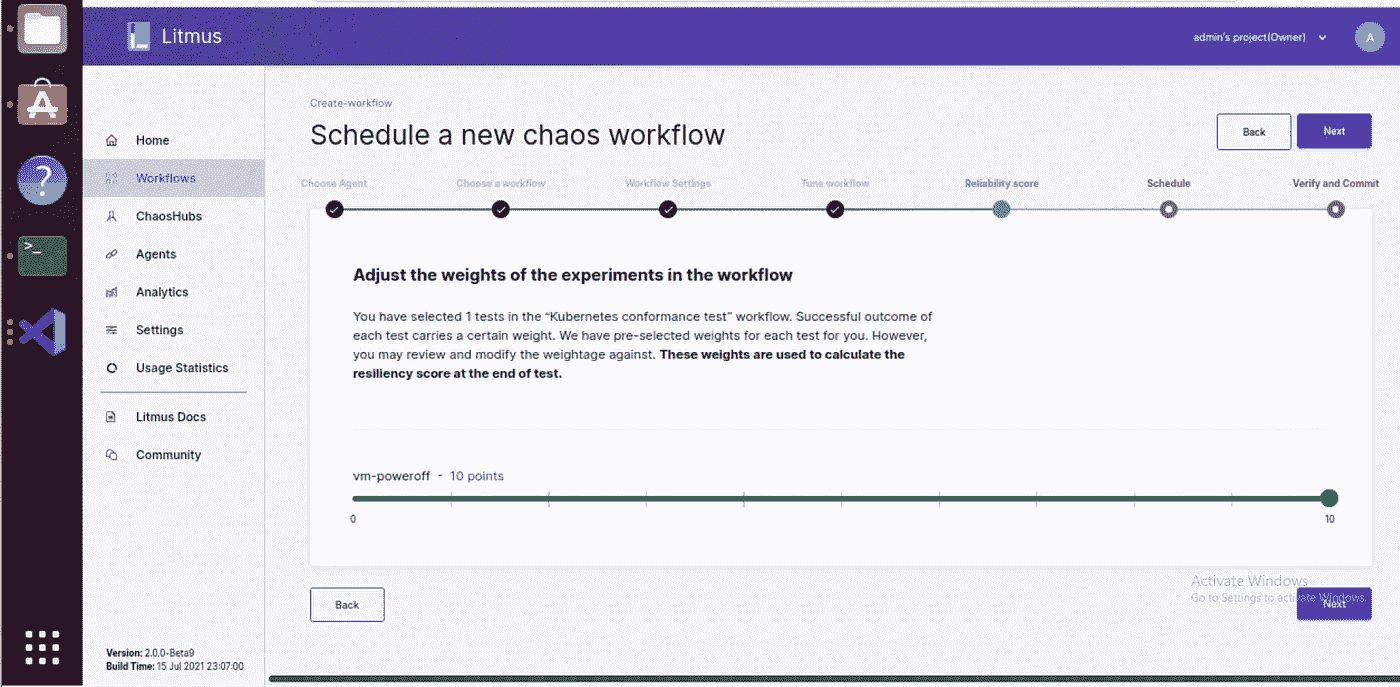 Litmus
admin's project(Owner)
A
Create-workflow
Schedule a new chaos workflow
Back
Next
Home
Workflows
ChaosHubs
Agents
Analytics
Settings
Usage Statistics
Litmus Docs
Community
Choose Agent
Choose a workflow
Workflow Settings
Tune workflow
Reliability score
Schedule
Verify and Commit
Adjust the weights of the experiments in the workflow
You have selected 1 tests in the “Kubernetes conformance test” workflow. Successful outcome of
each test carries a certain weight. We have pre-selected weights for each test for you. However,
you may review and modify the weightage against. These weights are used to calculate the
resiliency score at the end of test.
vm-poweroff - 10 points
0
10
Back
Next
Activate Windows
Go to Settings to activate Windows.
Version: 2.0.0-Beta9
Build Time: 15 Jul 2021 23:07:00